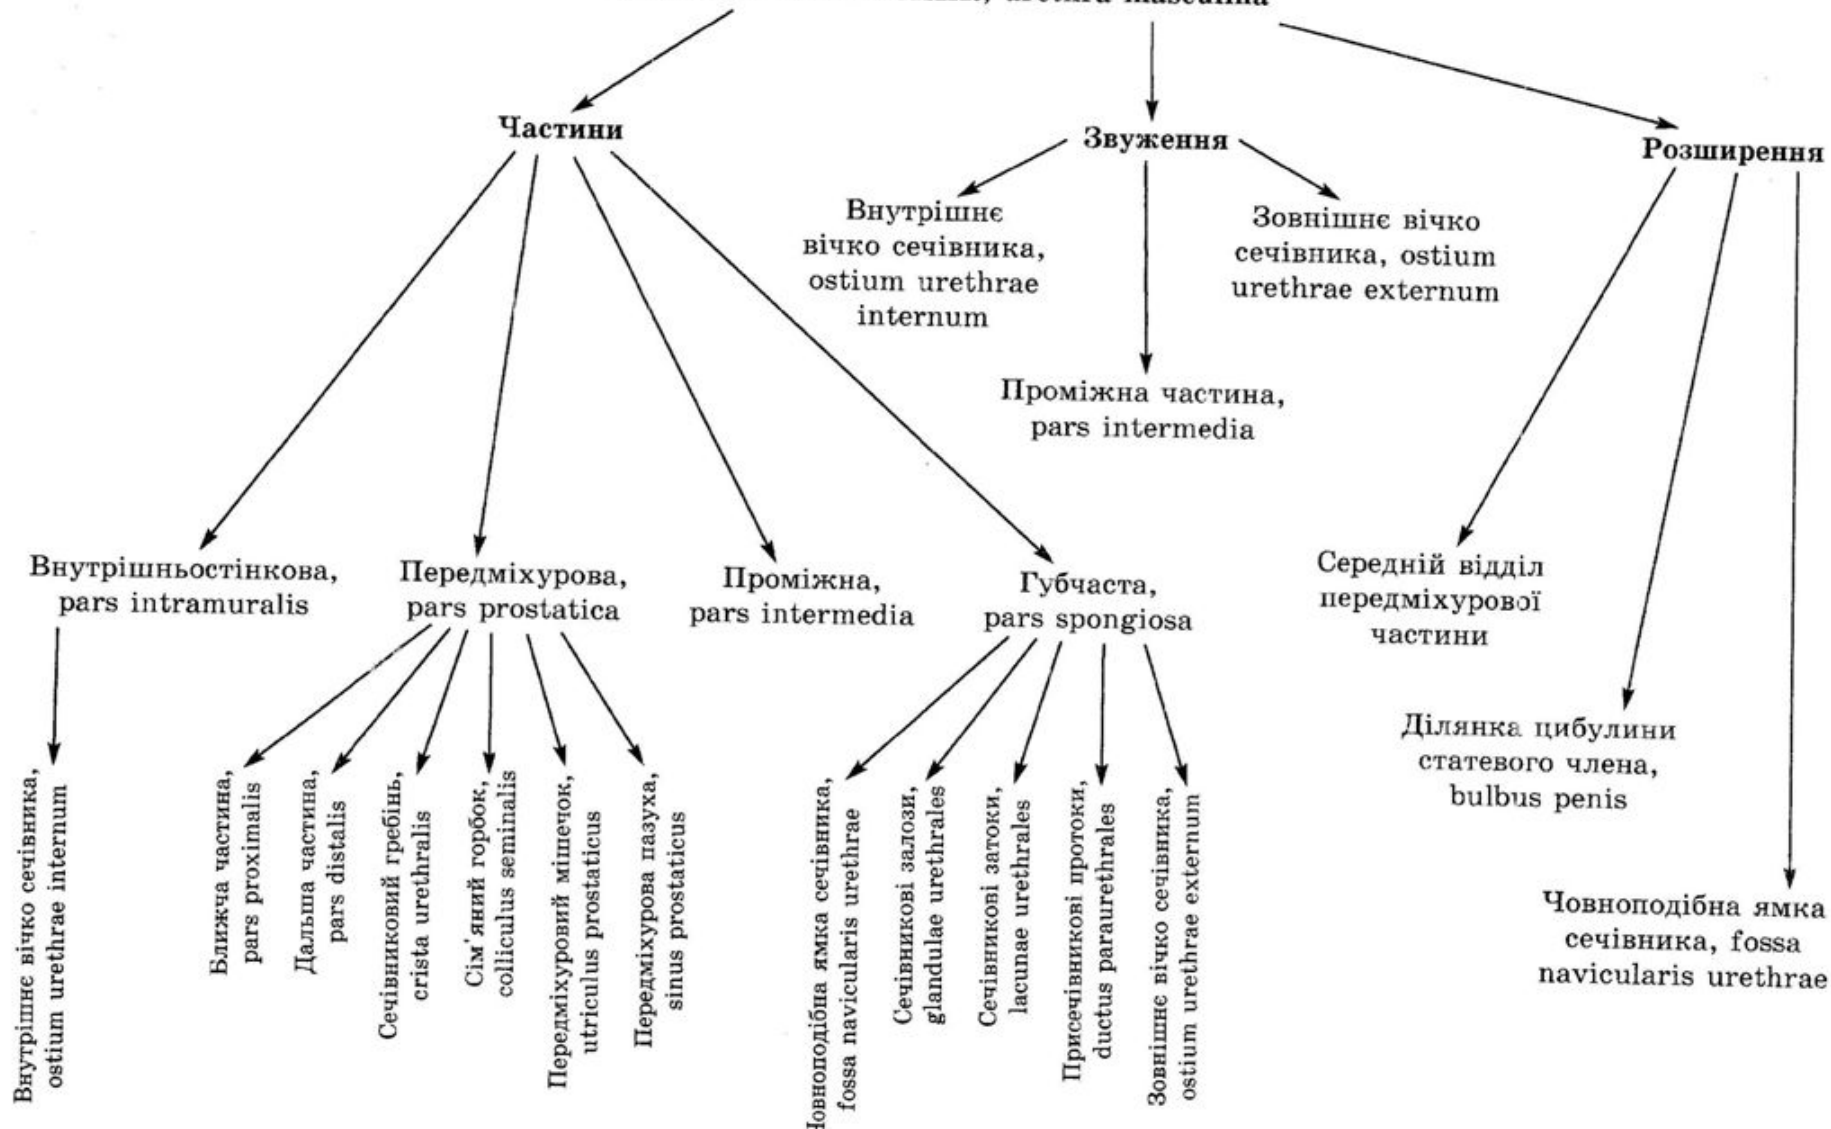 urethra masculina
Частини
Звуження
Розширення
Внутрішнє
вічко сечівника,
ostium urethrae
internum
Зовнішнє вічко
сечівника, ostium
urethrae externum
Проміжна частина,
pars intermedia
Внутрішньостінкова,
pars intramuralis
Передміхурова,
pars prostatica
Проміжна,
pars intermedia
Губчаста,
pars spongiosa
Середній відділ
передміхурової
частини
Ділянка цибулини
статевого члена,
bulbus penis
Човноподібна ямка
сечівника, fossa
navicularis urethrae
Внутрішнє вічко сечівника,
ostium urethrae internum
Ближча частина,
pars proximalis
Дальша частина,
pars distalis
Сечівниковий гребінь,
crista urethralis
Сім'яний горбок,
colliculus seminalis
Передміхуровий мішечок,
utriculus prostaticus
Передміхурова пазуха,
sinus prostaticus
Човноподібна ямка сечівника,
fossa navicularis urethrae
Сечівникові залози,
glandulae urethrales
Сечівникові затоки,
lacunae urethrales
Присечівникові протоки,
ductus paraurethrales
Зовнішнє вічко сечівника,
ostium urethrae externum